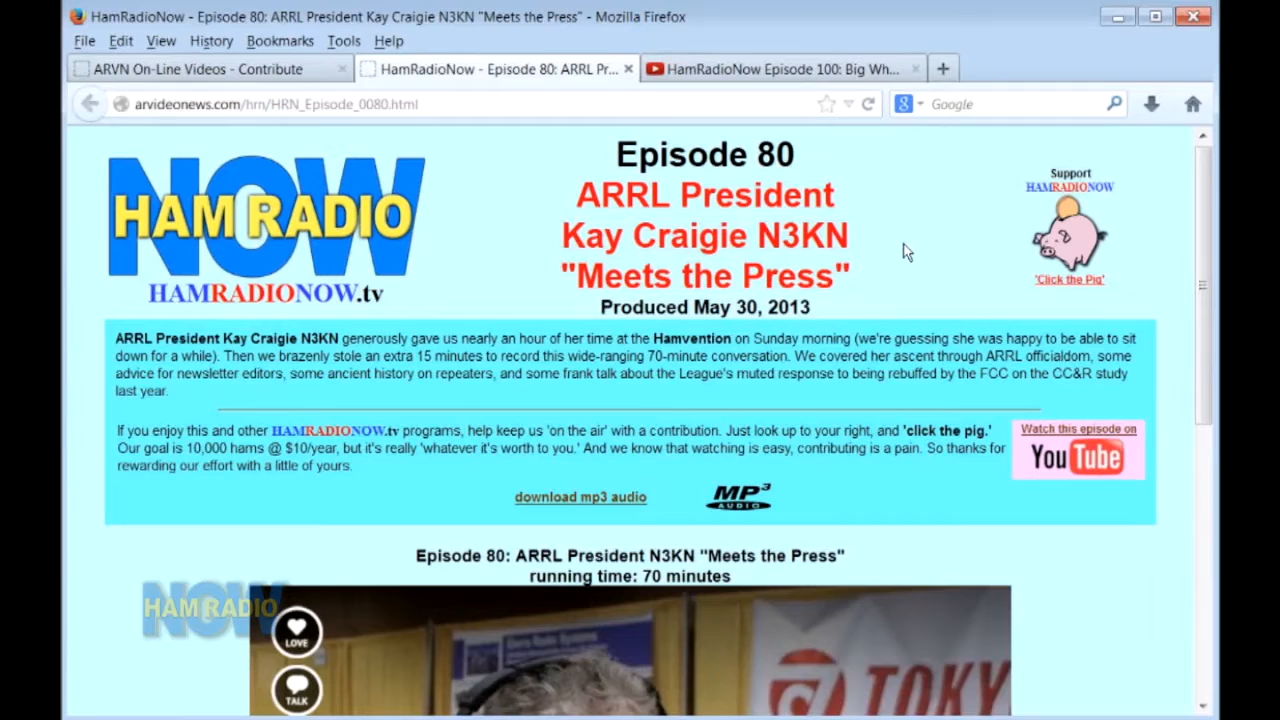 HamRadioNow - Episode 80: ARRL President Kay Craigie N3KN "Meets the Press" - Mozilla Firefox
File Edit View History Bookmarks Tools Help
ARVN On-Line Videos - Contribute
HamRadioNow - Episode 80: ARRL Pr...
HamRadioNow Episode 100: Big Wh...
arvideonews.com/hrn/HRN_Episode_0080.html
Google
NOW
HAM RADIO
HAMRADIONOW.tv
Episode 80
ARRL President
Kay Craigie N3KN
"Meets the Press"
Produced May 30, 2013
Support
HAMRADIONOW
'Click the Pig'
ARRL President Kay Craigie N3KN generously gave us nearly an hour of her time at the Hamvention on Sunday morning (we're guessing she was happy to be able to sit
down for a while). Then we brazenly stole an extra 15 minutes to record this wide-ranging 70-minute conversation. We covered her ascent through ARRL officialdom, some
advice for newsletter editors, some ancient history on repeaters, and some frank talk about the League's muted response to being rebuffed by the FCC on the CC&R study
last year.
If you enjoy this and other HAMRADIONOW.tv programs, help keep us 'on the air' with a contribution. Just look up to your right, and 'click the pig.'
Our goal is 10,000 hams @ $10/year, but it's really 'whatever it's worth to you.' And we know that watching is easy, contributing is a pain. So thanks for
rewarding our effort with a little of yours.
Watch this episode on
YouTube
download mp3 audio
MP3
AUDIO
Episode 80: ARRL President N3KN "Meets the Press"
running time: 70 minutes
NOW
HAM RADIO
LOVE
TALK
TOKY